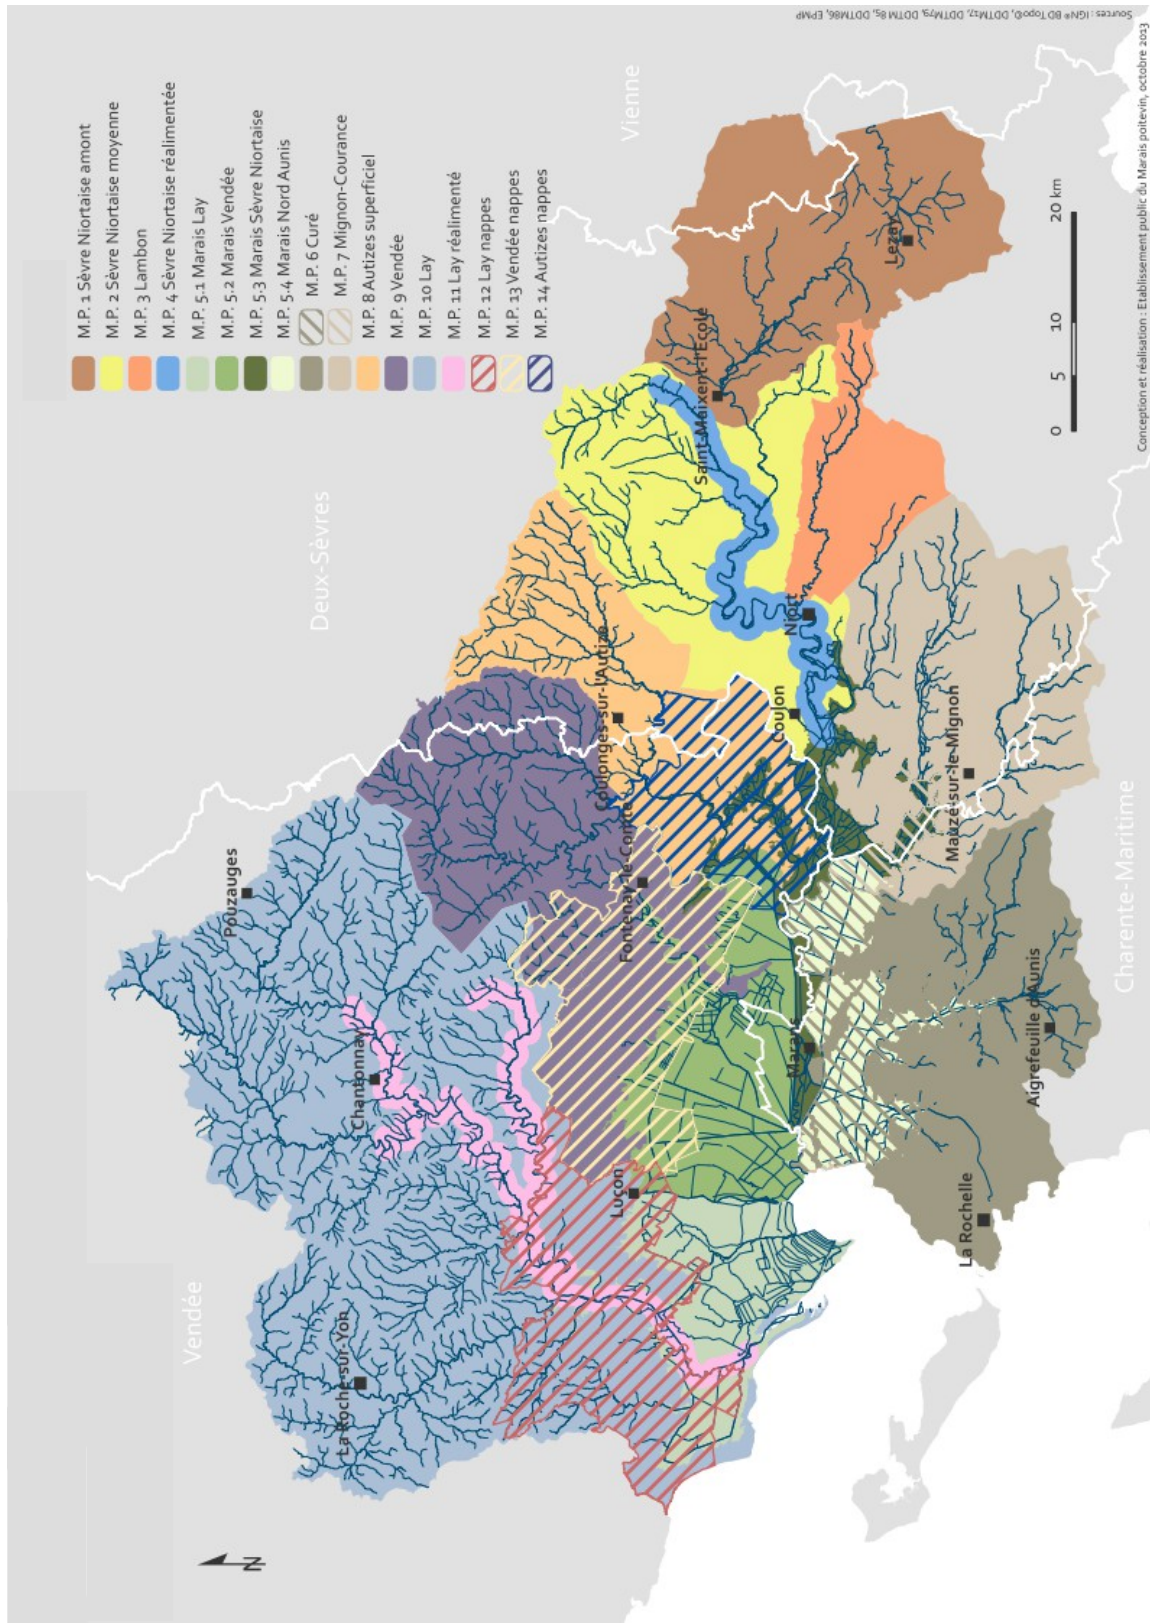 M.P. 1 Sèvre Niortaise amont
M.P. 2 Sèvre Niortaise moyenne
M.P. 3 Lambon
M.P. 4 Sèvre Niortaise réalimentée
M.P. 5.1 Marais Lay
M.P. 5.2 Marais Vendée
M.P. 5.3 Marais Sèvre Niortaise
M.P. 5.4 Marais Nord Aunis
M.P. 6 Curé
M.P. 7 Mignon-Courance
M.P. 8 Autizes superficiel
M.P. 9 Vendée
M.P. 10 Lay
M.P. 11 Lay réalimenté
M.P. 12 Lay nappes
M.P. 13 Vendée nappes
M.P. 14 Autizes nappes
N
Vendée
Deux-Sèvres
Vienne
Charente-Maritime
La Roche-sur-Yon
Chantonnay
Pouzauges
Luçon
Fontenay-le-Comte
Coulonges-sur-l'Autize
Saint-Maixent-l'Ecole
Lezay
Niort
Coulon
Marans
Mauzé-sur-le-Mignon
La Rochelle
Aigrefeuille d'Aunis
0 5 10 20 km
Sources : IGN® BD Topo©, DDTM17, DDTM79, DDTM 85, DDTM86, EPMP
Conception et réalisation : Etablissement public du Marais poitevin, octobre 2013